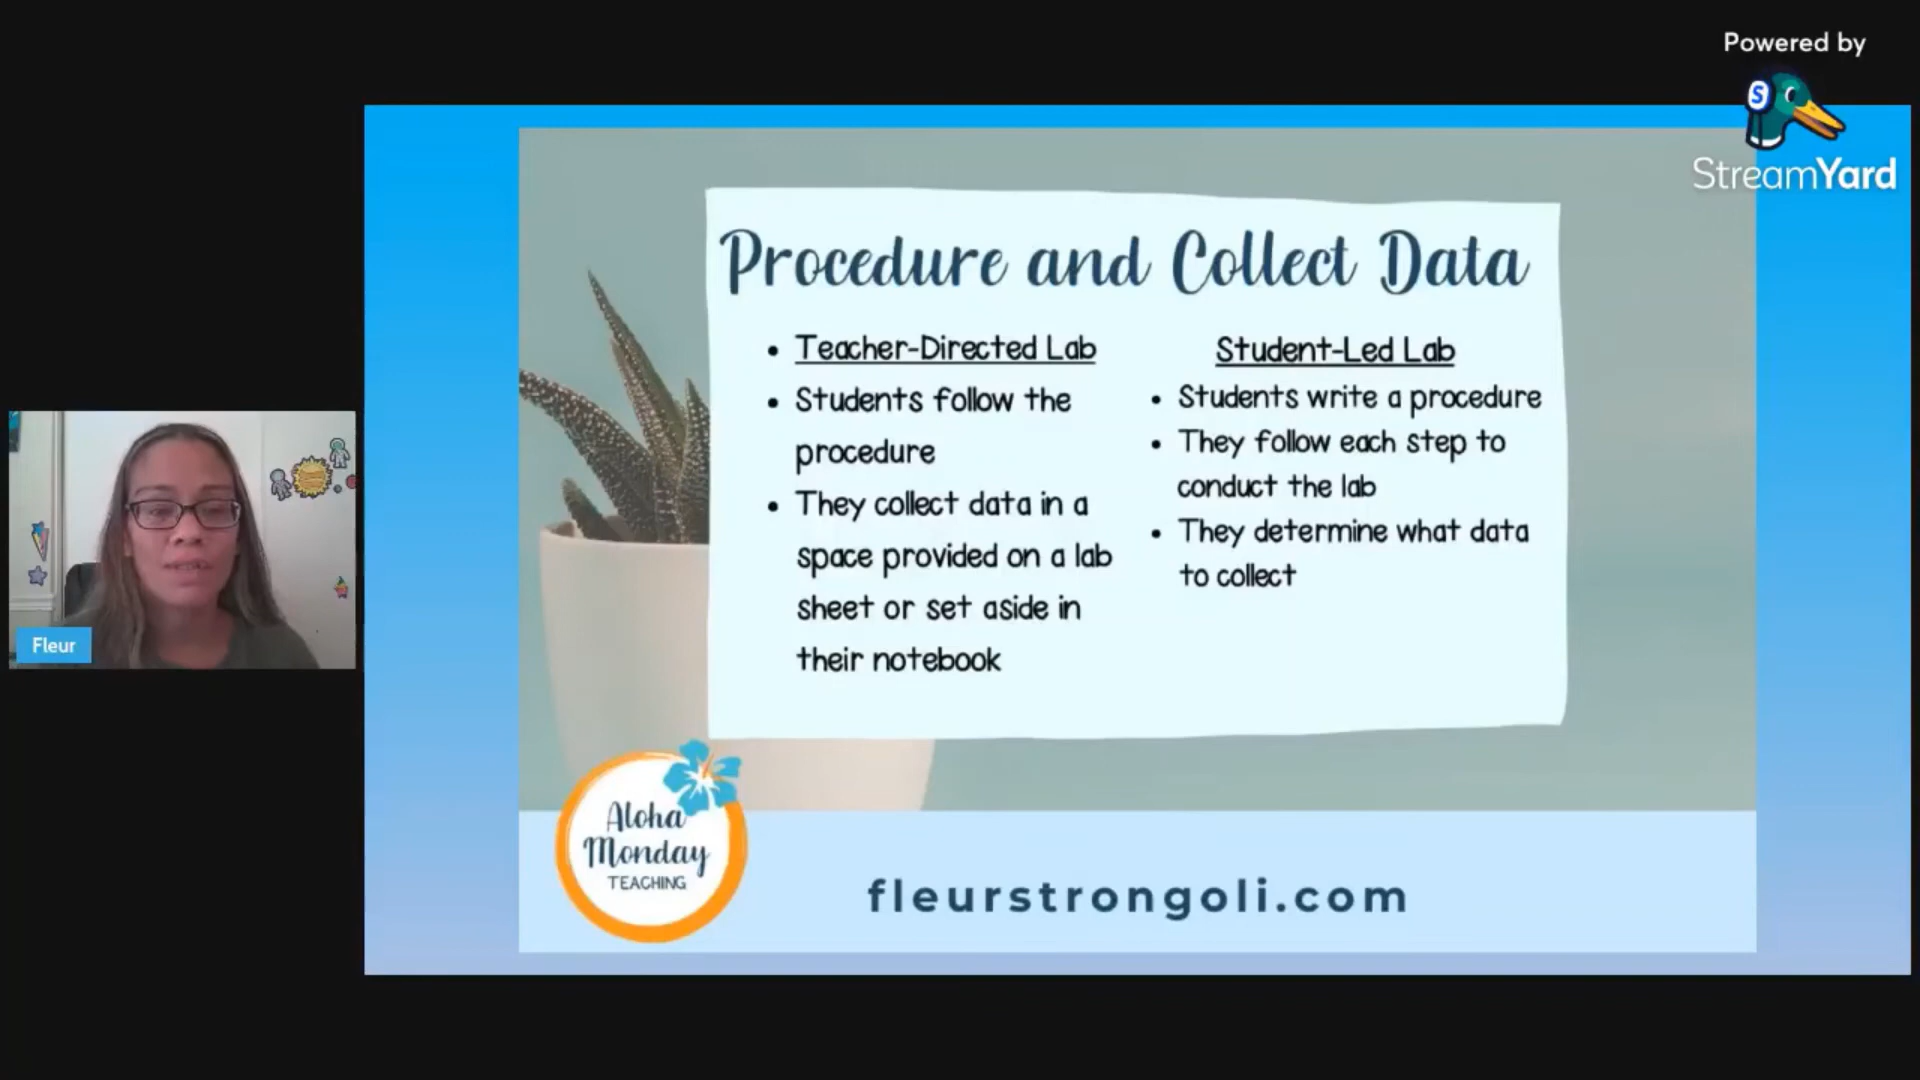 Powered by
StreamYard
Procedure and Collect Data
Teacher-Directed Lab
Students follow the
procedure
They collect data in a
space provided on a lab
sheet or set aside in
their notebook
Student-Led Lab
Students write a procedure
They follow each step to
conduct the lab
They determine what data
to collect
Fleur
Aloha
Monday
TEACHING
fleurstrongoli.com